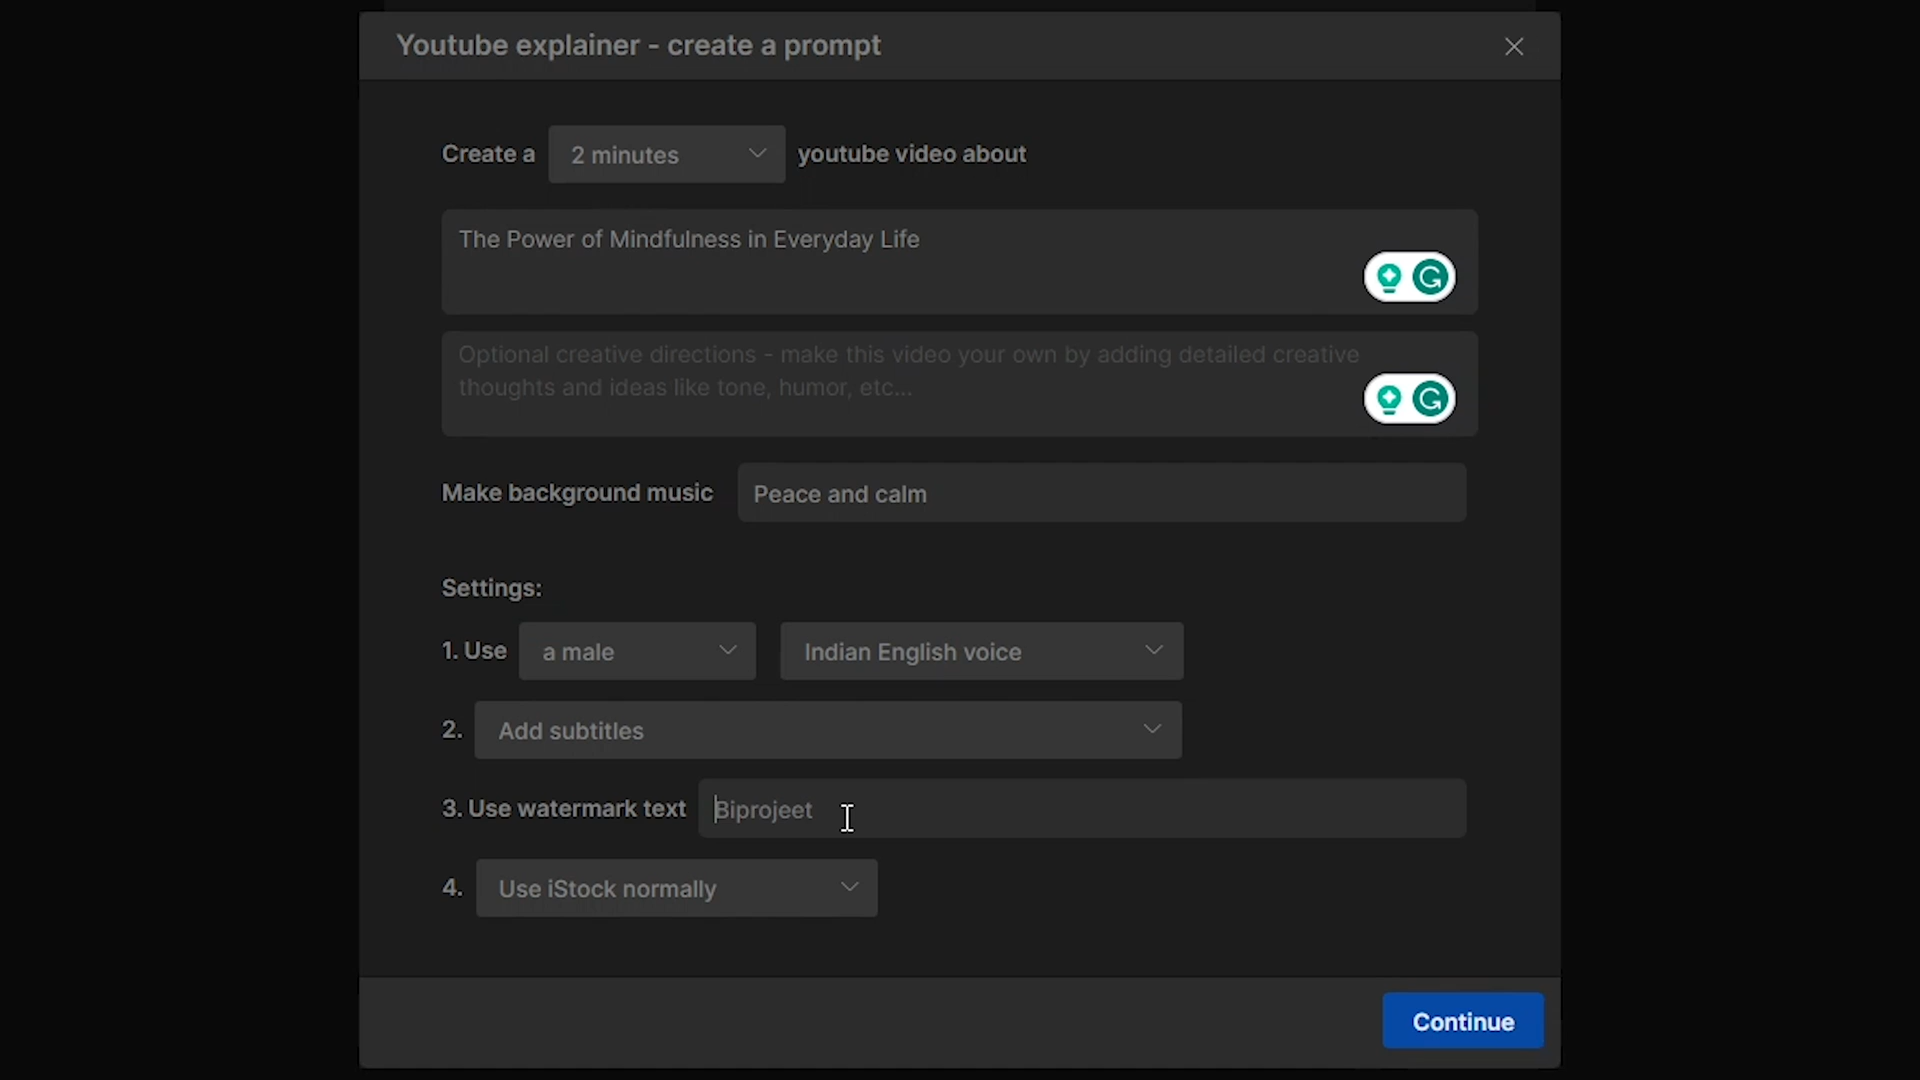 Youtube explainer - create a prompt
Create a 2 minutes youtube video about
The Power of Mindfulness in Everyday Life
Optional creative directions - make this video your own by adding detailed creative
thoughts and ideas like tone, humor, etc...
Make background music Peace and calm
Settings:
1. Use a male Indian English voice
2. Add subtitles
3. Use watermark text Biprojeet
4. Use iStock normally
Continue